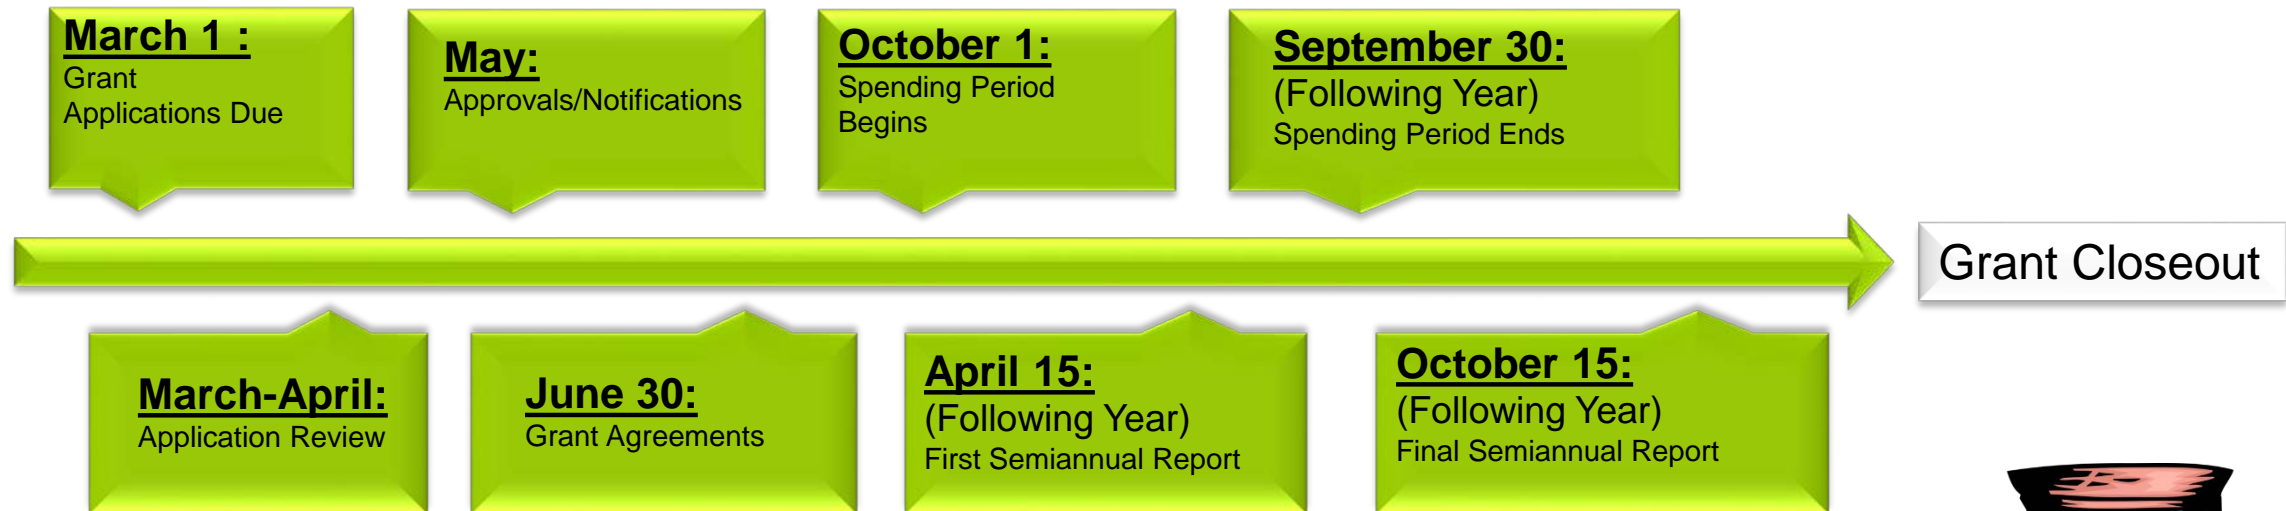 March 1 :
Grant
Applications Due
May:
Approvals/Notifications
October 1:
Spending Period
Begins
September 30:
(Following Year)
Spending Period Ends
Grant Closeout
March-April:
Application Review
June 30:
Grant Agreements
April 15:
(Following Year)
First Semiannual Report
October 15:
(Following Year)
Final Semiannual Report